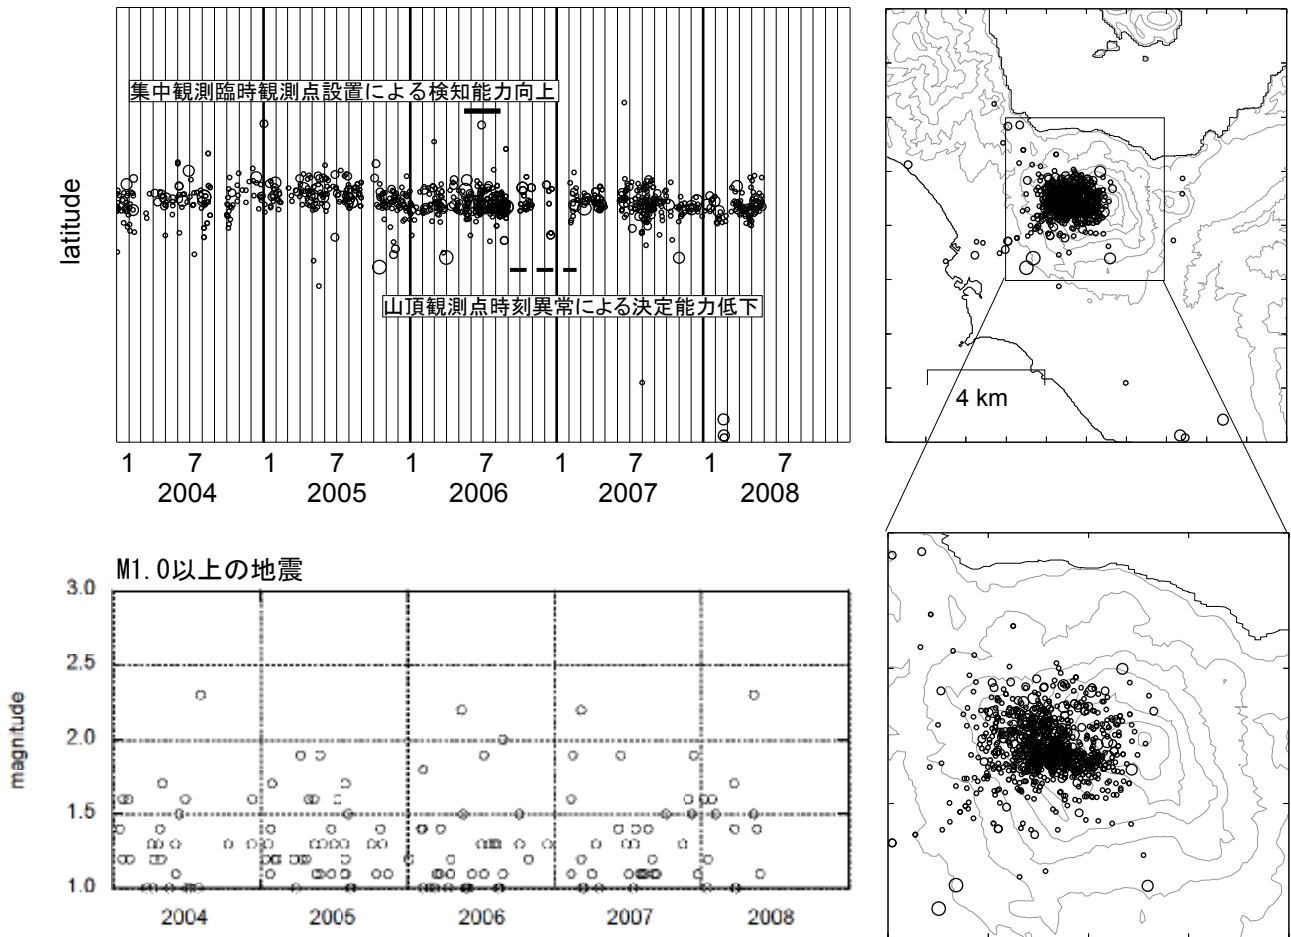 集中観測臨時観測点設置による検知能力向上
latitude
山頂観測点時刻異常による決定能力低下
1 7 1 7 1 7 1 7 1 7
2004 2005 2006 2007 2008
4 km
M1.0以上の地震
magnitude
3.0
2.5
2.0
1.5
1.0
2004 2005 2006 2007 2008